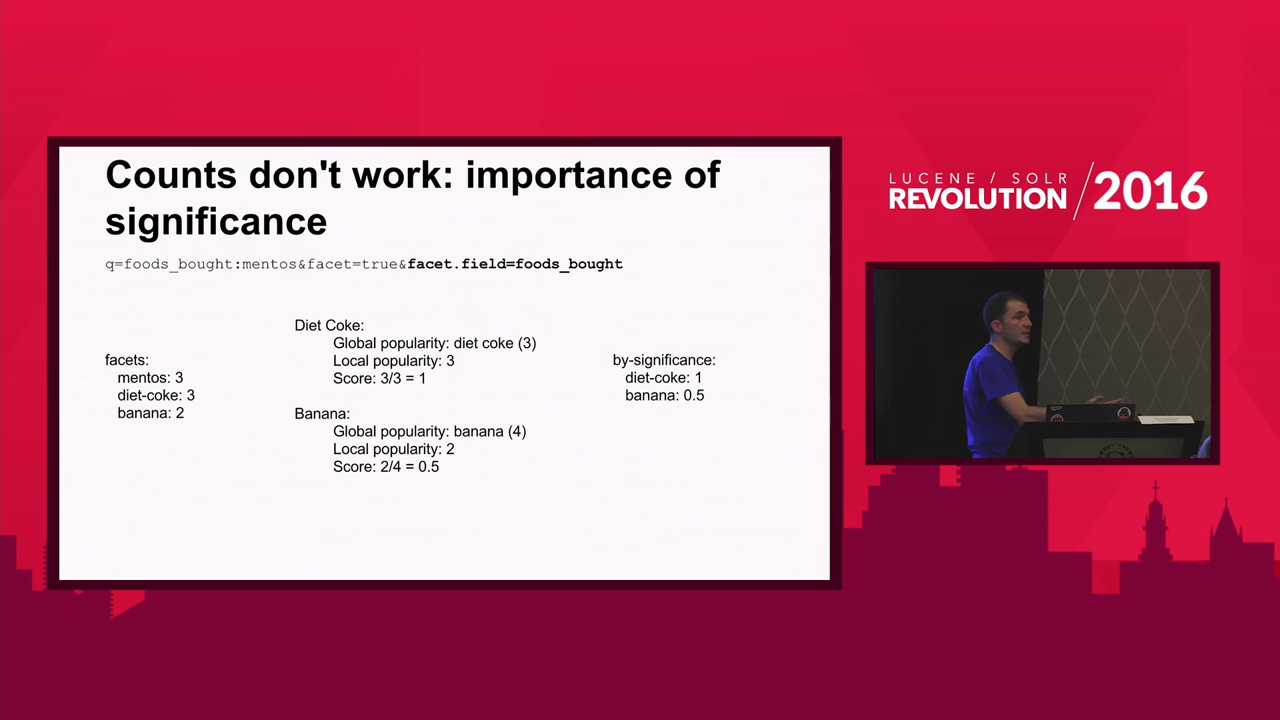 Counts don't work: importance of
significance
q=foods_bought:mentos&facet=true&facet.field=foods_bought
facets:
mentos: 3
diet-coke: 3
banana: 2
Diet Coke:
Global popularity: diet coke (3)
Local popularity: 3
Score: 3/3 = 1
Banana:
Global popularity: banana (4)
Local popularity: 2
Score: 2/4 = 0.5
by-significance:
diet-coke: 1
banana: 0.5
LUCENE / SOLR
REVOLUTION / 2016